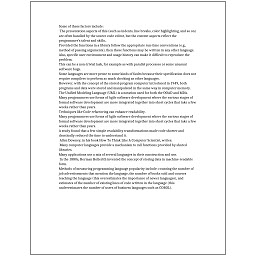 Some of these factors include:
The presentation aspects of this (such as indents, line breaks, color highlighting, and so on) are often handled by the source code editor, but the content aspects reflect the programmer's talent and skills.
Provided the functions in a library follow the appropriate run-time conventions (e.g., method of passing arguments), then these functions may be written in any other language.
Also, specific user environment and usage history can make it difficult to reproduce the problem.
This can be a non-trivial task, for example as with parallel processes or some unusual software bugs.
Some languages are more prone to some kinds of faults because their specification does not require compilers to perform as much checking as other languages.
However, with the concept of the stored-program computer introduced in 1949, both programs and data were stored and manipulated in the same way in computer memory.
The Unified Modeling Language (UML) is a notation used for both the OOAD and MDA.
Many programmers use forms of Agile software development where the various stages of formal software development are more integrated together into short cycles that take a few weeks rather than years.
Techniques like Code refactoring can enhance readability.
Many programmers use forms of Agile software development where the various stages of formal software development are more integrated together into short cycles that take a few weeks rather than years.
A study found that a few simple readability transformations made code shorter and drastically reduced the time to understand it.
Allen Downey, in his book How To Think Like A Computer Scientist, writes:
Many computer languages provide a mechanism to call functions provided by shared libraries.
Many applications use a mix of several languages in their construction and use.
In the 1880s, Herman Hollerith invented the concept of storing data in machine-readable form.
Methods of measuring programming language popularity include: counting the number of job advertisements that mention the language, the number of books sold and courses teaching the language (this overestimates the importance of newer languages), and estimates of the number of existing lines of code written in the language (this underestimates the number of users of business languages such as COBOL).